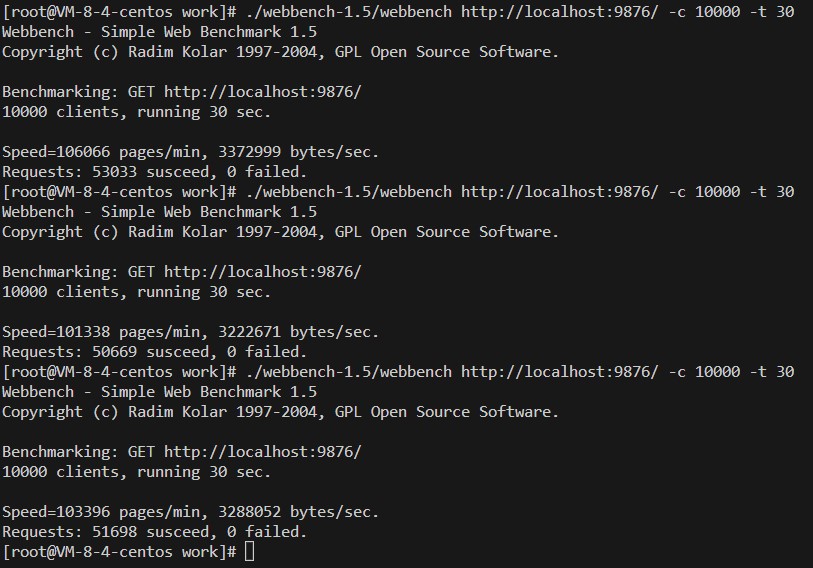 [root@VM-8-4-centos work]# ./webbench-1.5/webbench http://localhost:9876/ -c 10000 -t 30
Webbench - Simple Web Benchmark 1.5
Copyright (c) Radim Kolar 1997-2004, GPL Open Source Software.
Benchmarking: GET http://localhost:9876/
10000 clients, running 30 sec.
Speed=106066 pages/min, 3372999 bytes/sec.
Requests: 53033 susceed, 0 failed.
[root@VM-8-4-centos work]# ./webbench-1.5/webbench http://localhost:9876/ -c 10000 -t 30
Webbench - Simple Web Benchmark 1.5
Copyright (c) Radim Kolar 1997-2004, GPL Open Source Software.
Benchmarking: GET http://localhost:9876/
10000 clients, running 30 sec.
Speed=101338 pages/min, 3222671 bytes/sec.
Requests: 50669 susceed, 0 failed.
[root@VM-8-4-centos work]# ./webbench-1.5/webbench http://localhost:9876/ -c 10000 -t 30
Webbench - Simple Web Benchmark 1.5
Copyright (c) Radim Kolar 1997-2004, GPL Open Source Software.
Benchmarking: GET http://localhost:9876/
10000 clients, running 30 sec.
Speed=103396 pages/min, 3288052 bytes/sec.
Requests: 51698 susceed, 0 failed.
[root@VM-8-4-centos work]#